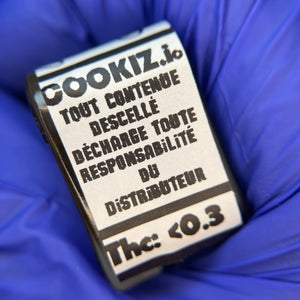 COOKIZ.io
TOUT CONTENUE
DESCELLÉ
DÉCHARGE TOUTE
RESPONSABILITÉ
DU
DISTRIBUTEUR
Thc: <0.3